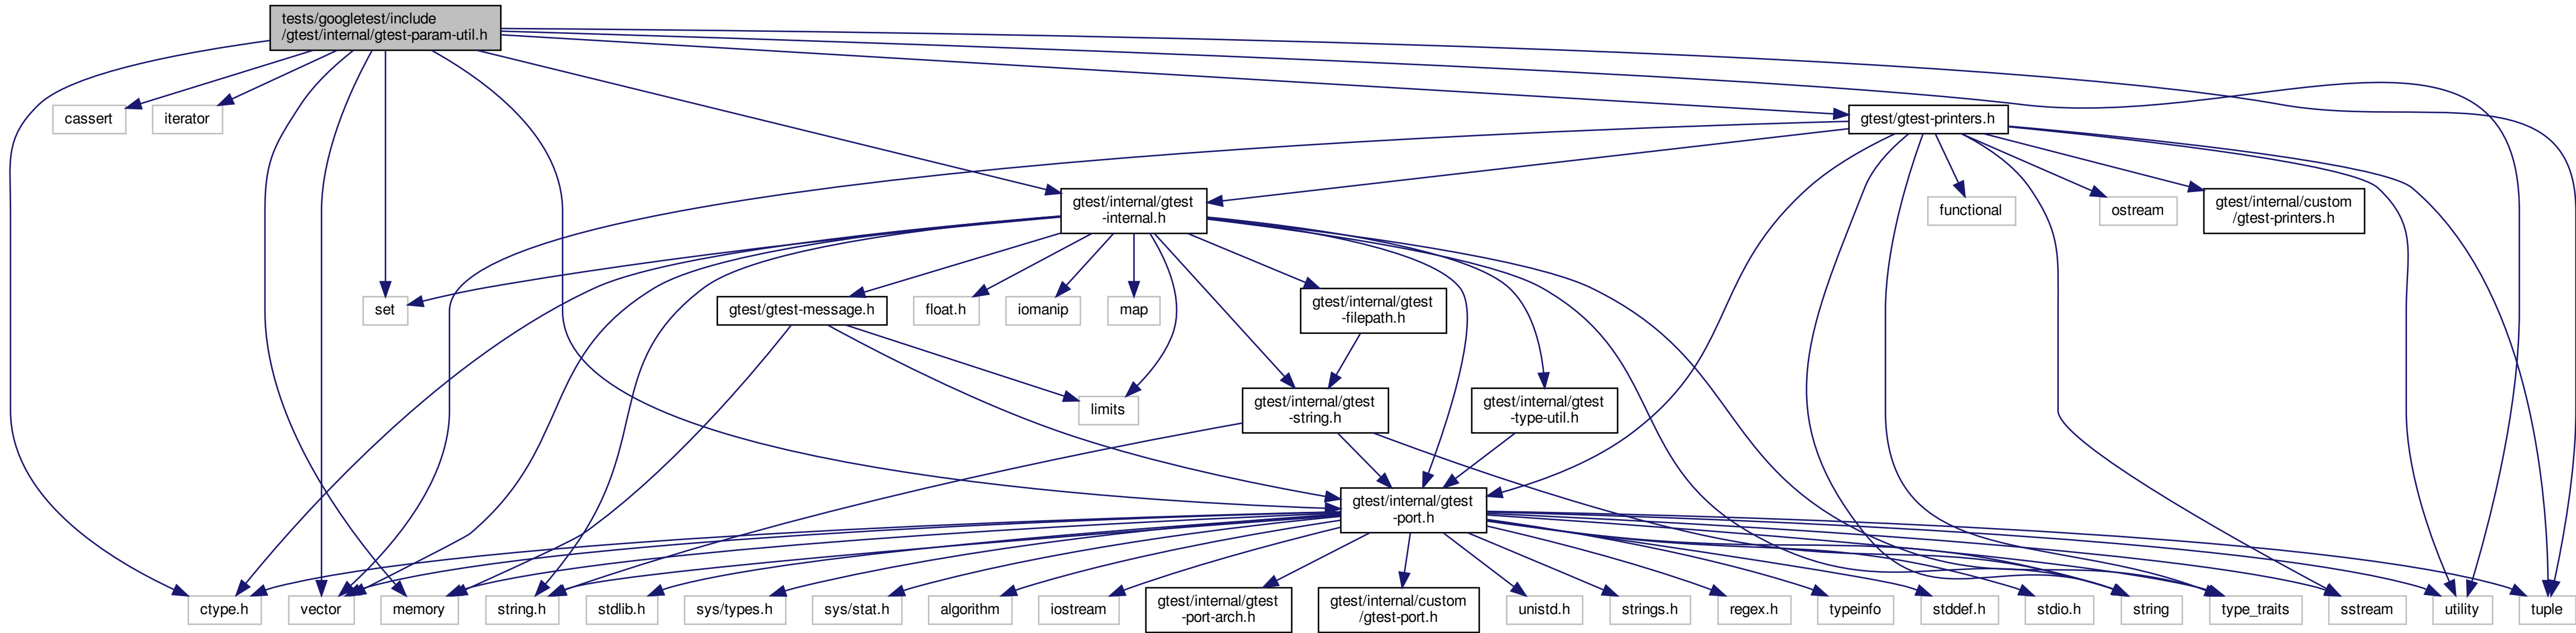 tests/googletest/include
/gtest/internal/gtest-param-util.h
cassert
iterator
gtest/gtest-printers.h
gtest/internal/gtest
-internal.h
functional
ostream
gtest/internal/custom
/gtest-printers.h
set
gtest/gtest-message.h
float.h
iomanip
map
gtest/internal/gtest
-filepath.h
limits
gtest/internal/gtest
-string.h
gtest/internal/gtest
-type-util.h
gtest/internal/gtest
-port.h
ctype.h
vector
memory
string.h
stdlib.h
sys/types.h
sys/stat.h
algorithm
iostream
gtest/internal/gtest
-port-arch.h
gtest/internal/custom
/gtest-port.h
unistd.h
strings.h
regex.h
typeinfo
stddef.h
stdio.h
string
type_traits
sstream
utility
tuple